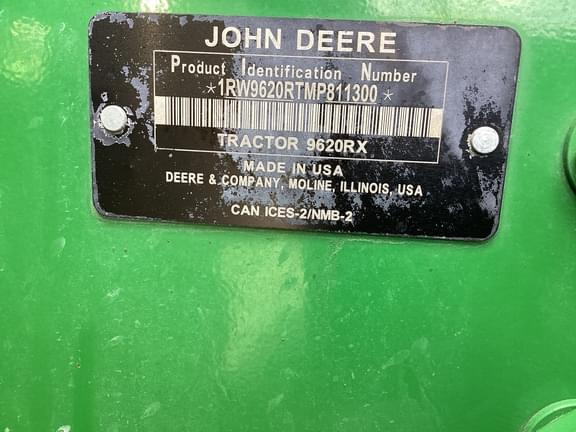 JOHN DEERE
Product Identification Number
*1RW9620RTMP811300*
TRACTOR 9620RX
MADE IN USA
DEERE & COMPANY, MOLINE, ILLINOIS, USA
CAN ICES-2/NMB-2